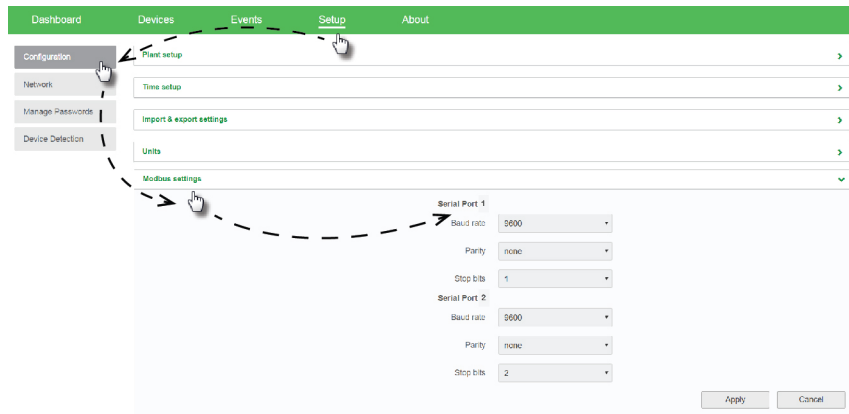 Dashboard Devices Events Setup About
Configuration
Network
Manage Passwords
Device Detection
Plant setup
Time setup
Import & export settings
Units
Modbus settings
Serial Port 1
Baud rate 9600
Parity none
Stop bits 1
Serial Port 2
Baud rate 9600
Parity none
Stop bits 2
Apply Cancel